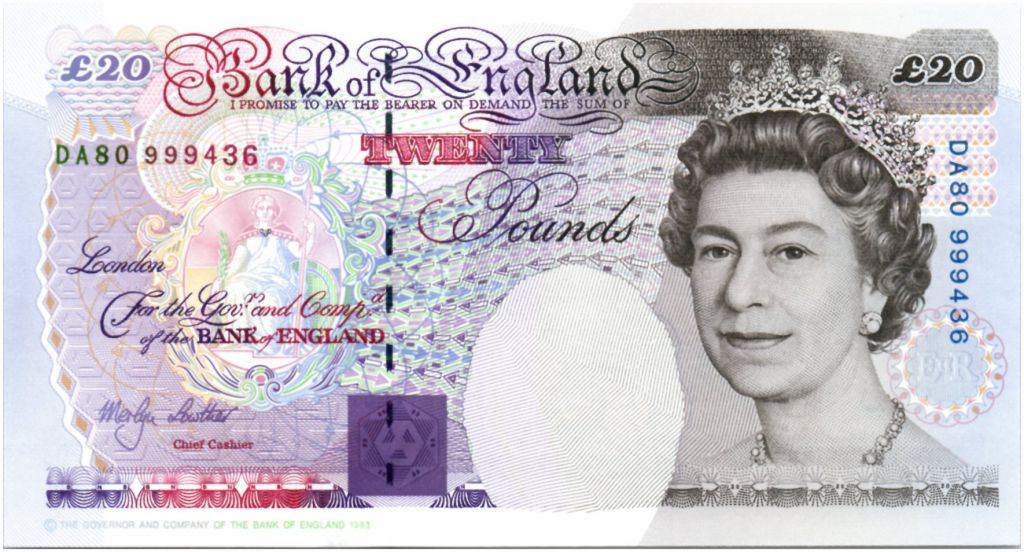 £20
Bank of England
£20
I PROMISE TO PAY THE BEARER ON DEMAND THE SUM OF
DA80 999436
TWENTY
Pounds
DA80 999436
London
For the Govr. and Compa.
of the BANK of ENGLAND
Merlyn Lowther
Chief Cashier
E II R
© THE GOVERNOR AND COMPANY OF THE BANK OF ENGLAND 1993